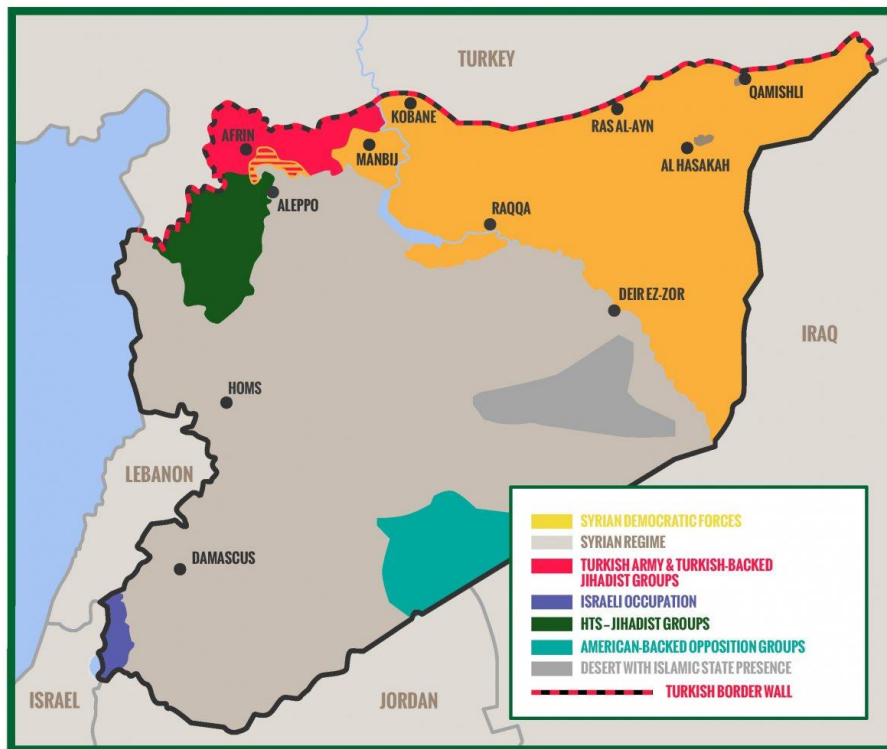 TURKEY
QAMISHLI
KOBANE
RAS AL-AYN
AFRIN
MANBIJ
AL HASAKAH
ALEPPO
RAQQA
DEIR EZ-ZOR
IRAQ
HOMS
LEBANON
DAMASCUS
ISRAEL
JORDAN
SYRIAN DEMOCRATIC FORCES
SYRIAN REGIME
TURKISH ARMY & TURKISH-BACKED
JIHADIST GROUPS
ISRAELI OCCUPATION
HTS – JIHADIST GROUPS
AMERICAN-BACKED OPPOSITION GROUPS
DESERT WITH ISLAMIC STATE PRESENCE
TURKISH BORDER WALL